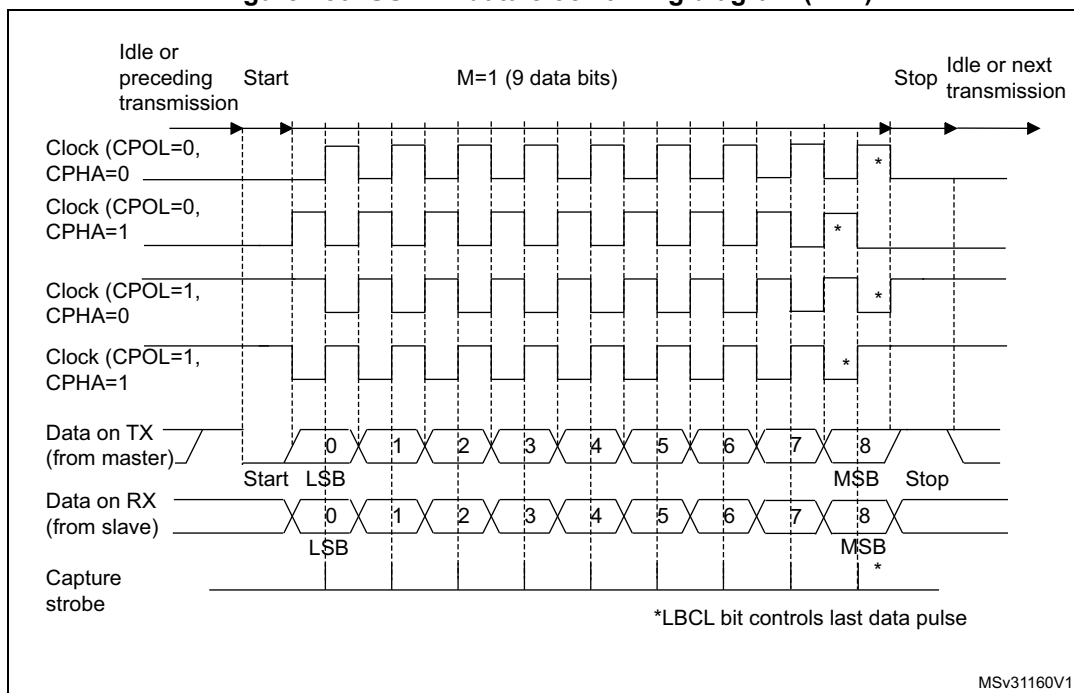 Idle or
preceding
transmission
Start
M=1 (9 data bits)
Stop
Idle or next
transmission
Clock (CPOL=0,
CPHA=0
Clock (CPOL=0,
CPHA=1
*
*
Clock (CPOL=1,
CPHA=0
*
Clock (CPOL=1,
CPHA=1
*
Data on TX
(from master)
0 1 2 3 4 5 6 7 8
Start LSB MSB Stop
Data on RX
(from slave)
0 1 2 3 4 5 6 7 8
LSB MSB
Capture
strobe
*
*LBCL bit controls last data pulse
MSv31160V1